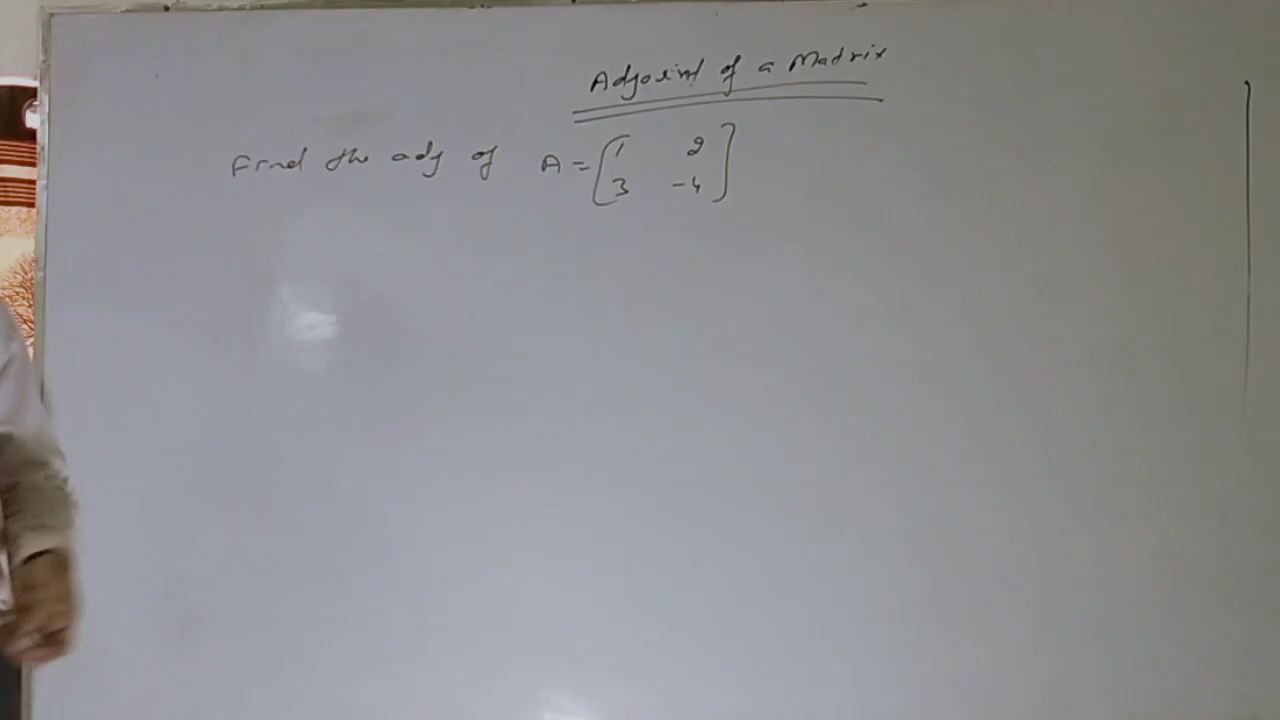 Adjoint of a Matrix
Find the adj of A = [1 2
3 -4]